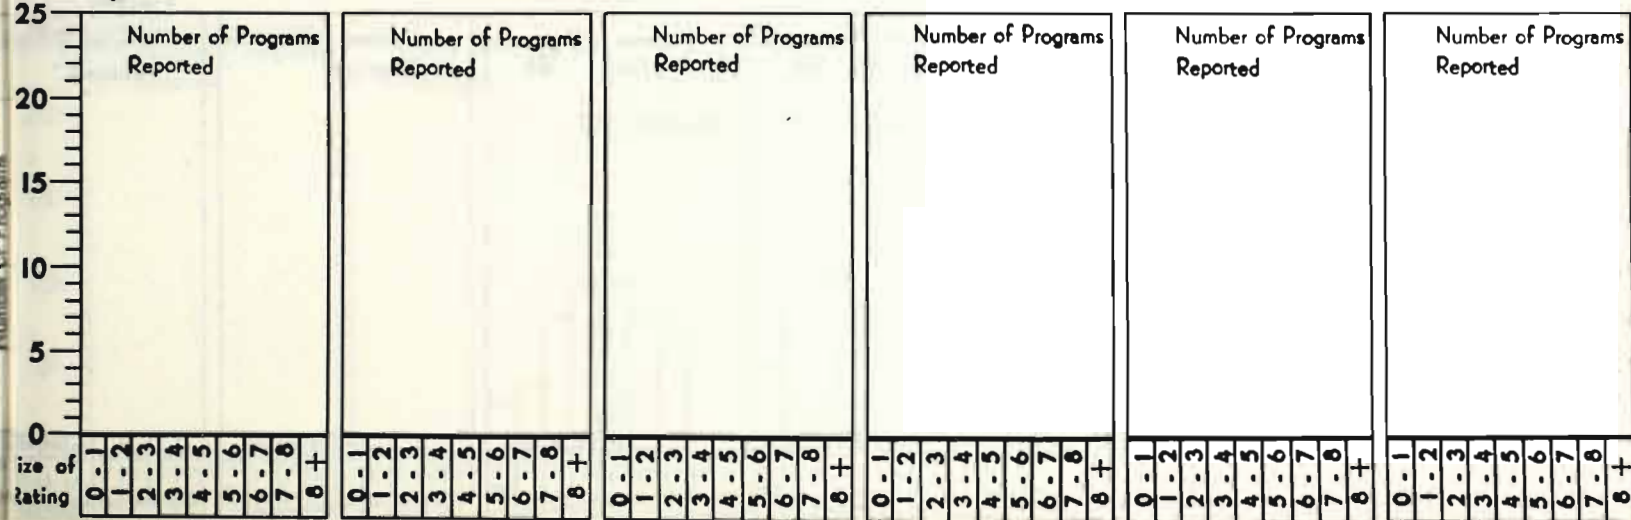 25
20
15
10
5
0
Number of Programs
Reported
Number of Programs
Reported
Number of Programs
Reported
Number of Programs
Reported
Number of Programs
Reported
Number of Programs
Reported
Number of Programs
ize of
Rating
0 - 1
1 - 2
2 - 3
3 - 4
4 - 5
5 - 6
6 - 7
7 - 8
8 +
0 - 1
1 - 2
2 - 3
3 - 4
4 - 5
5 - 6
6 - 7
7 - 8
8 +
0 - 1
1 - 2
2 - 3
3 - 4
4 - 5
5 - 6
6 - 7
7 - 8
8 +
0 - 1
1 - 2
2 - 3
3 - 4
4 - 5
5 - 6
6 - 7
7 - 8
8 +
0 - 1
1 - 2
2 - 3
3 - 4
4 - 5
5 - 6
6 - 7
7 - 8
8 +
0 - 1
1 - 2
2 - 3
3 - 4
4 - 5
5 - 6
6 - 7
7 - 8
8 +